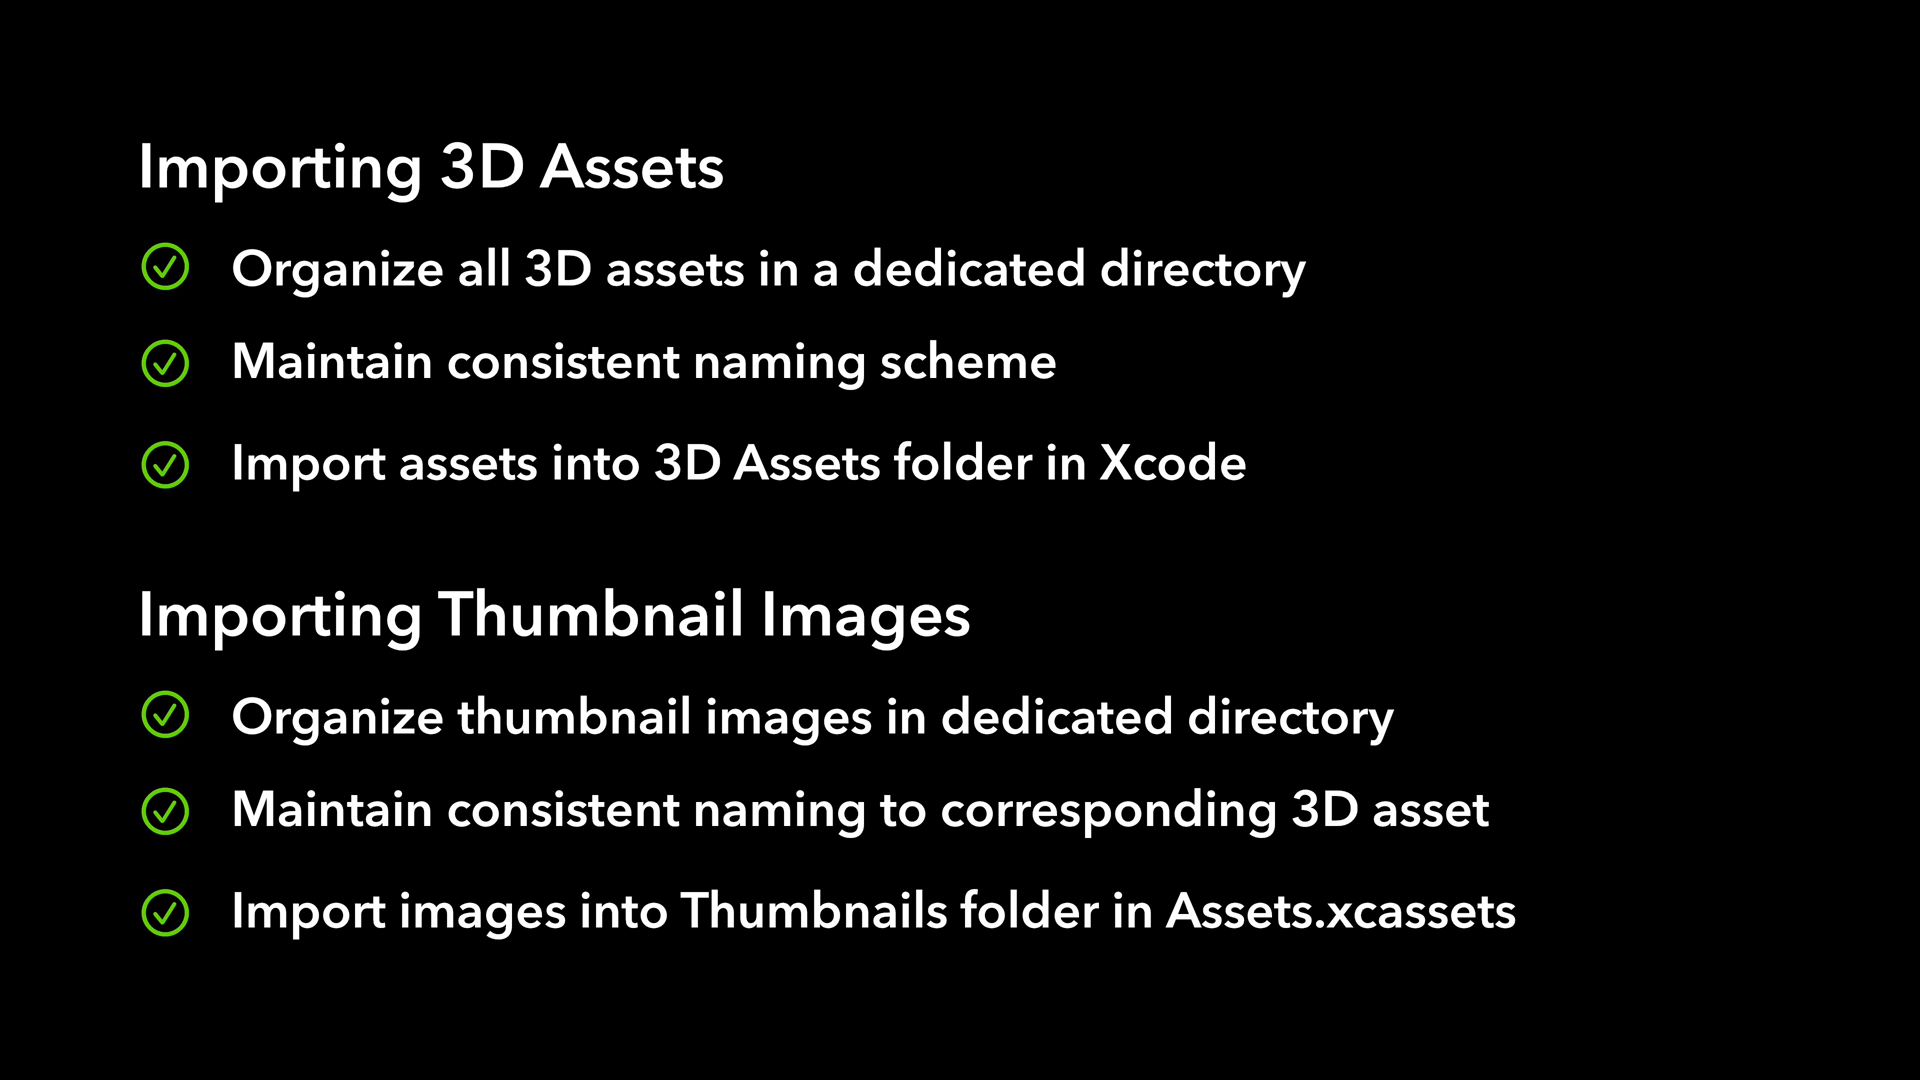 Importing 3D Assets
Organize all 3D assets in a dedicated directory
Maintain consistent naming scheme
Import assets into 3D Assets folder in Xcode
Importing Thumbnail Images
Organize thumbnail images in dedicated directory
Maintain consistent naming to corresponding 3D asset
Import images into Thumbnails folder in Assets.xcassets